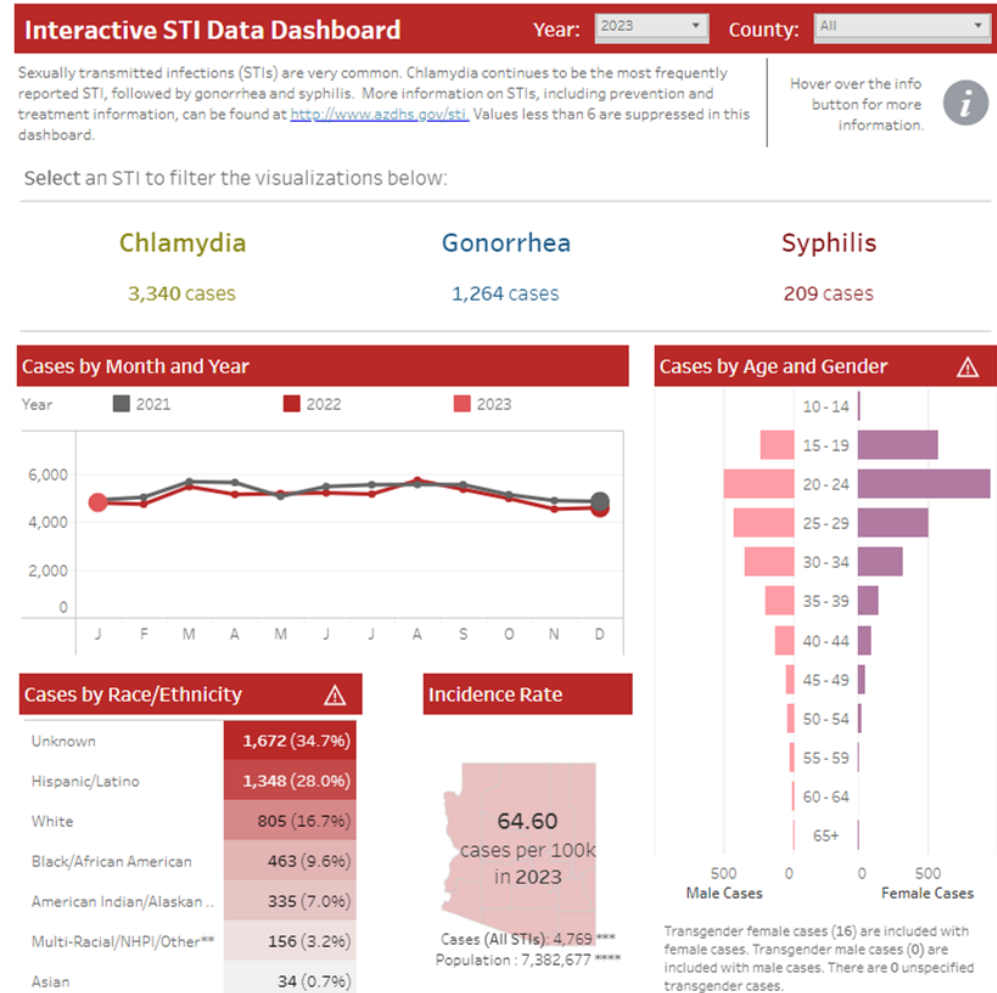 Interactive STI Data Dashboard Year: 2023 County: All
Sexually transmitted infections (STIs) are very common. Chlamydia continues to be the most frequently
reported STI, followed by gonorrhea and syphilis. More information on STIs, including prevention and
treatment information, can be found at http://www.azdhs.gov/sti. Values less than 6 are suppressed in this
dashboard.
Hover over the info
button for more
information.
i
Select an STI to filter the visualizations below:
Chlamydia Gonorrhea Syphilis
3,340 cases 1,264 cases 209 cases
Cases by Month and Year
Year 2021 2022 2023
6,000
4,000
2,000
0
J F M A M J J A S O N D
Cases by Age and Gender
10 - 14
15 - 19
20 - 24
25 - 29
30 - 34
35 - 39
40 - 44
45 - 49
50 - 54
55 - 59
60 - 64
65+
500 0 0 500
Male Cases Female Cases
Transgender female cases (16) are included with
female cases. Transgender male cases (0) are
included with male cases. There are 0 unspecified
transgender cases.
Cases by Race/Ethnicity
Unknown 1,672 (34.7%)
Hispanic/Latino 1,348 (28.0%)
White 805 (16.7%)
Black/African American 463 (9.6%)
American Indian/Alaskan .. 335 (7.0%)
Multi-Racial/NHPI/Other** 156 (3.2%)
Asian 34 (0.7%)
Incidence Rate
64.60
cases per 100k
in 2023
Cases (All STIs): 4,769 ***
Population : 7,382,677 ****